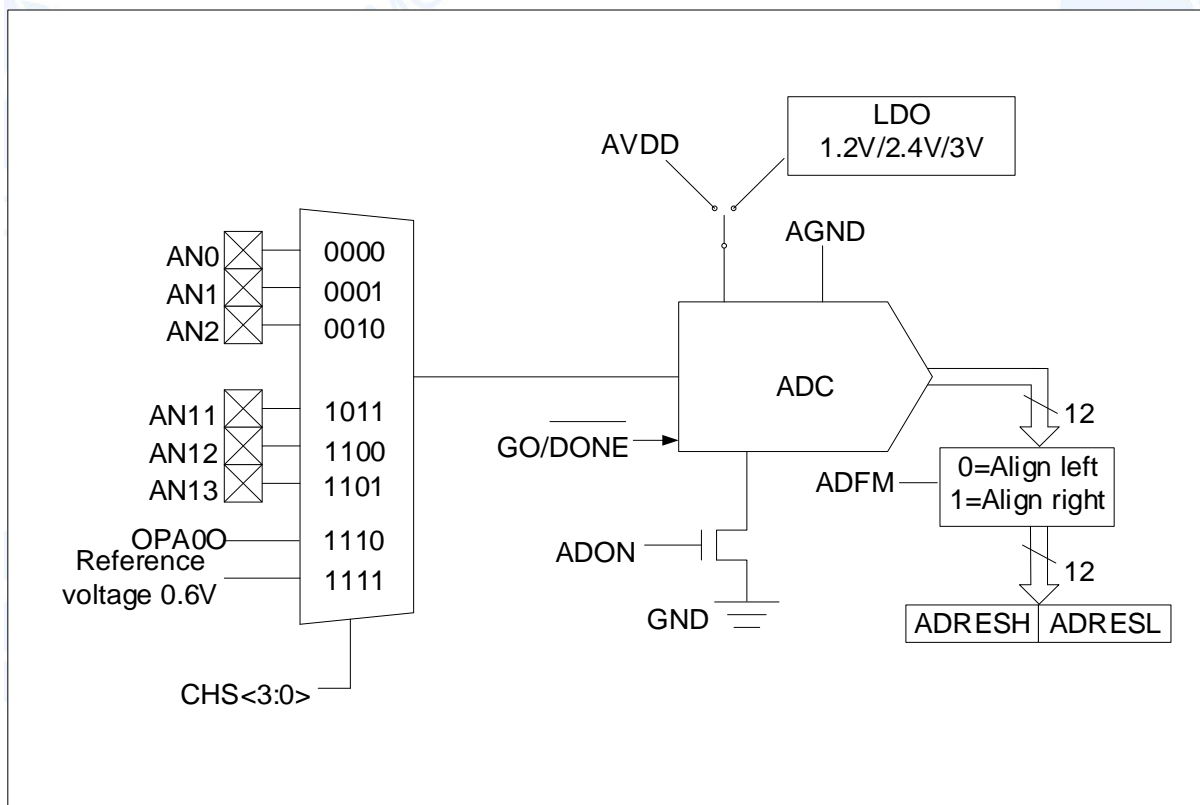 LDO
1.2V/2.4V/3V
AVDD
AGND
AN0
0000
AN1
0001
AN2
0010
ADC
AN11
1011
AN12
1100
AN13
1101
GO/DONE
12
ADFM
0=Align left
1=Align right
OPA0O
1110
Reference
voltage 0.6V
1111
ADON
12
GND
ADRESH
ADRESL
CHS<3:0>